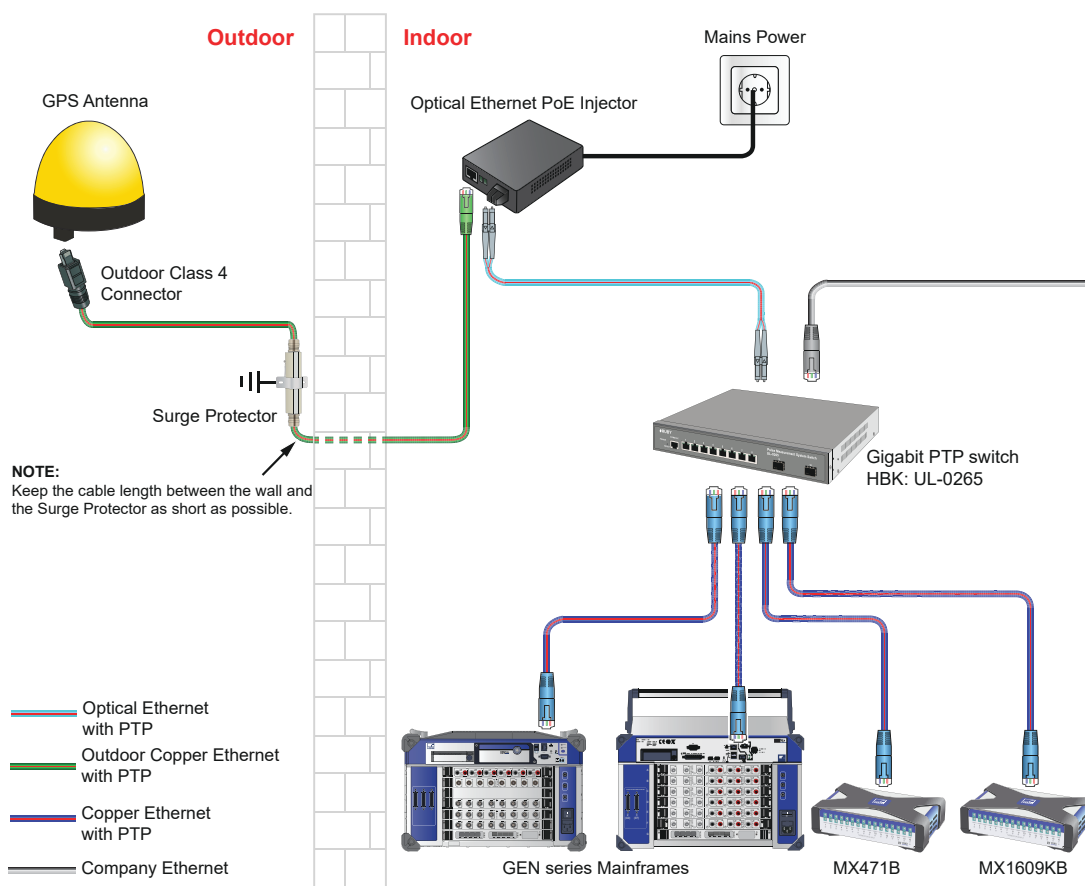 Outdoor
Indoor
Mains Power
GPS Antenna
Optical Ethernet PoE Injector
Outdoor Class 4
Connector
Surge Protector
NOTE:
Keep the cable length between the wall and
the Surge Protector as short as possible.
Gigabit PTP switch
HBK: UL-0265
Optical Ethernet
with PTP
Outdoor Copper Ethernet
with PTP
Copper Ethernet
with PTP
Company Ethernet
GEN series Mainframes
MX471B
MX1609KB